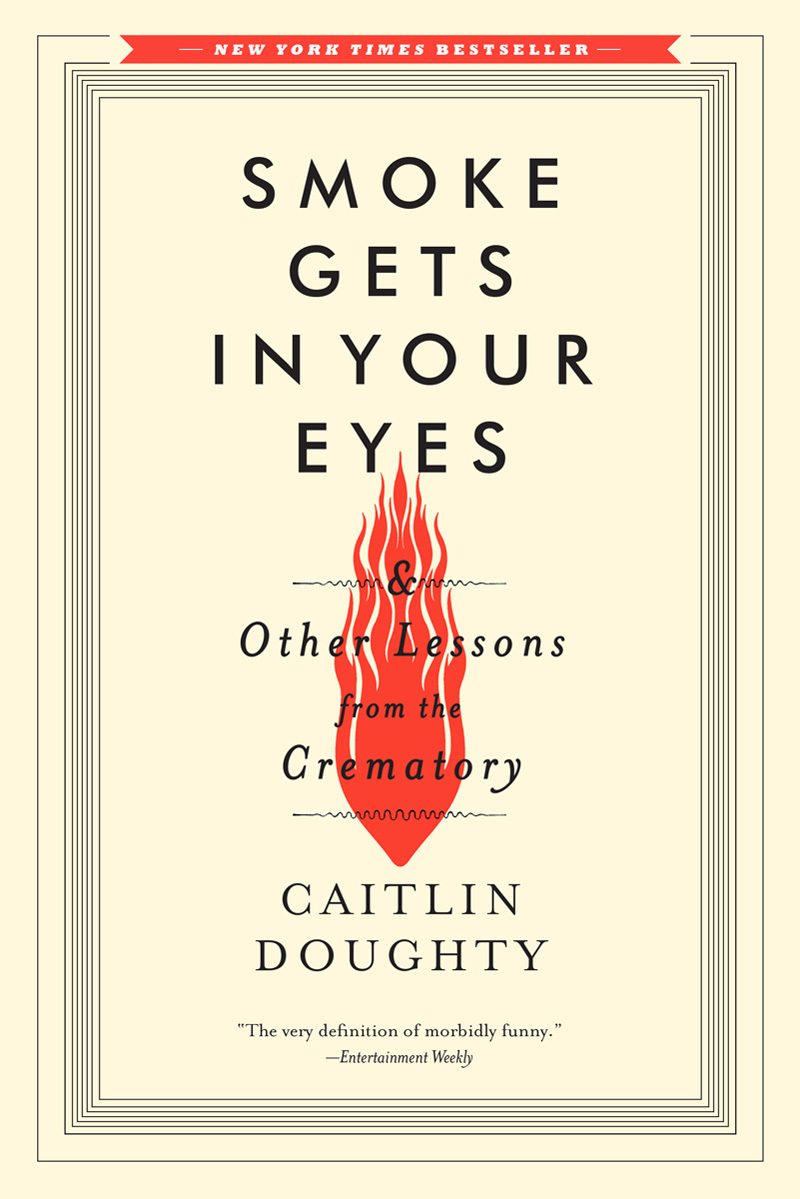 NEW YORK TIMES BESTSELLER
SMOKE
GETS
IN YOUR
EYES
&
Other Lessons
from the
Crematory
CAITLIN
DOUGHTY
"The very definition of morbidly funny."
—Entertainment Weekly